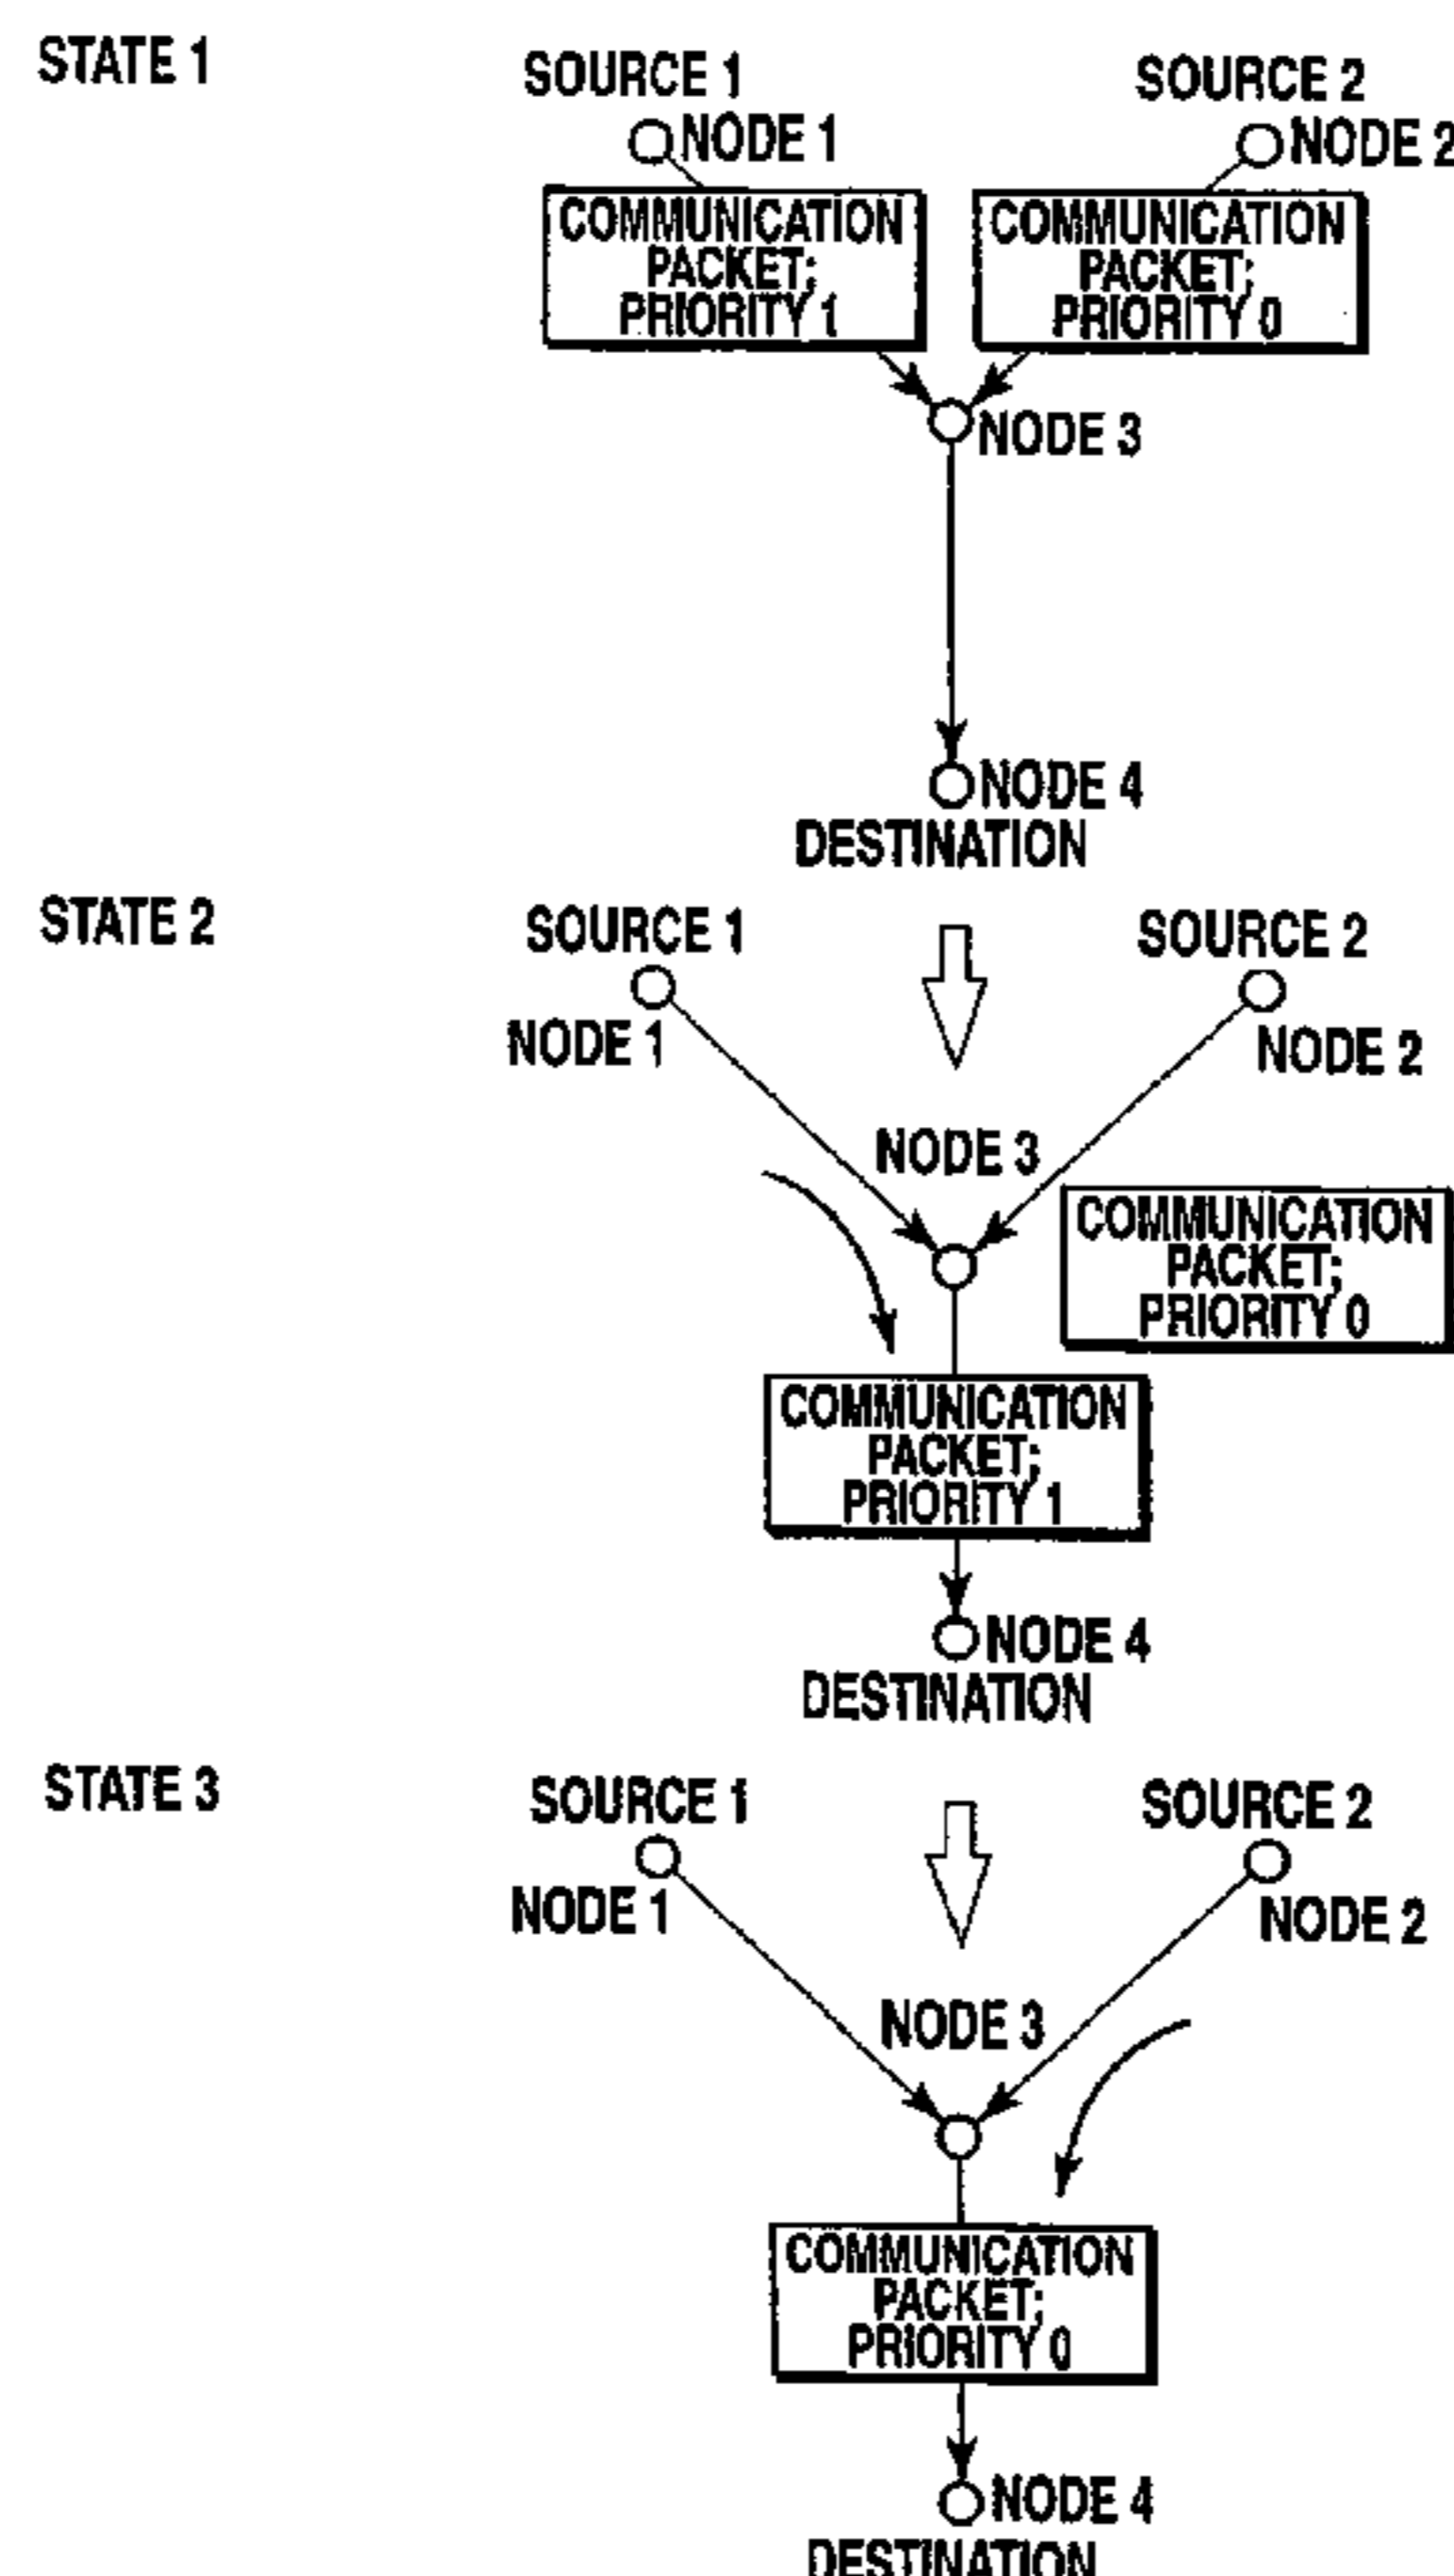 STATE 1
SOURCE 1
SOURCE 2
NODE 1
NODE 2
COMMUNICATION
PACKET;
PRIORITY 1
COMMUNICATION
PACKET;
PRIORITY 0
NODE 3
NODE 4
DESTINATION
STATE 2
SOURCE 1
SOURCE 2
NODE 1
NODE 2
NODE 3
COMMUNICATION
PACKET;
PRIORITY 0
COMMUNICATION
PACKET;
PRIORITY 1
NODE 4
DESTINATION
STATE 3
SOURCE 1
SOURCE 2
NODE 1
NODE 2
NODE 3
COMMUNICATION
PACKET;
PRIORITY 0
NODE 4
DESTINATION